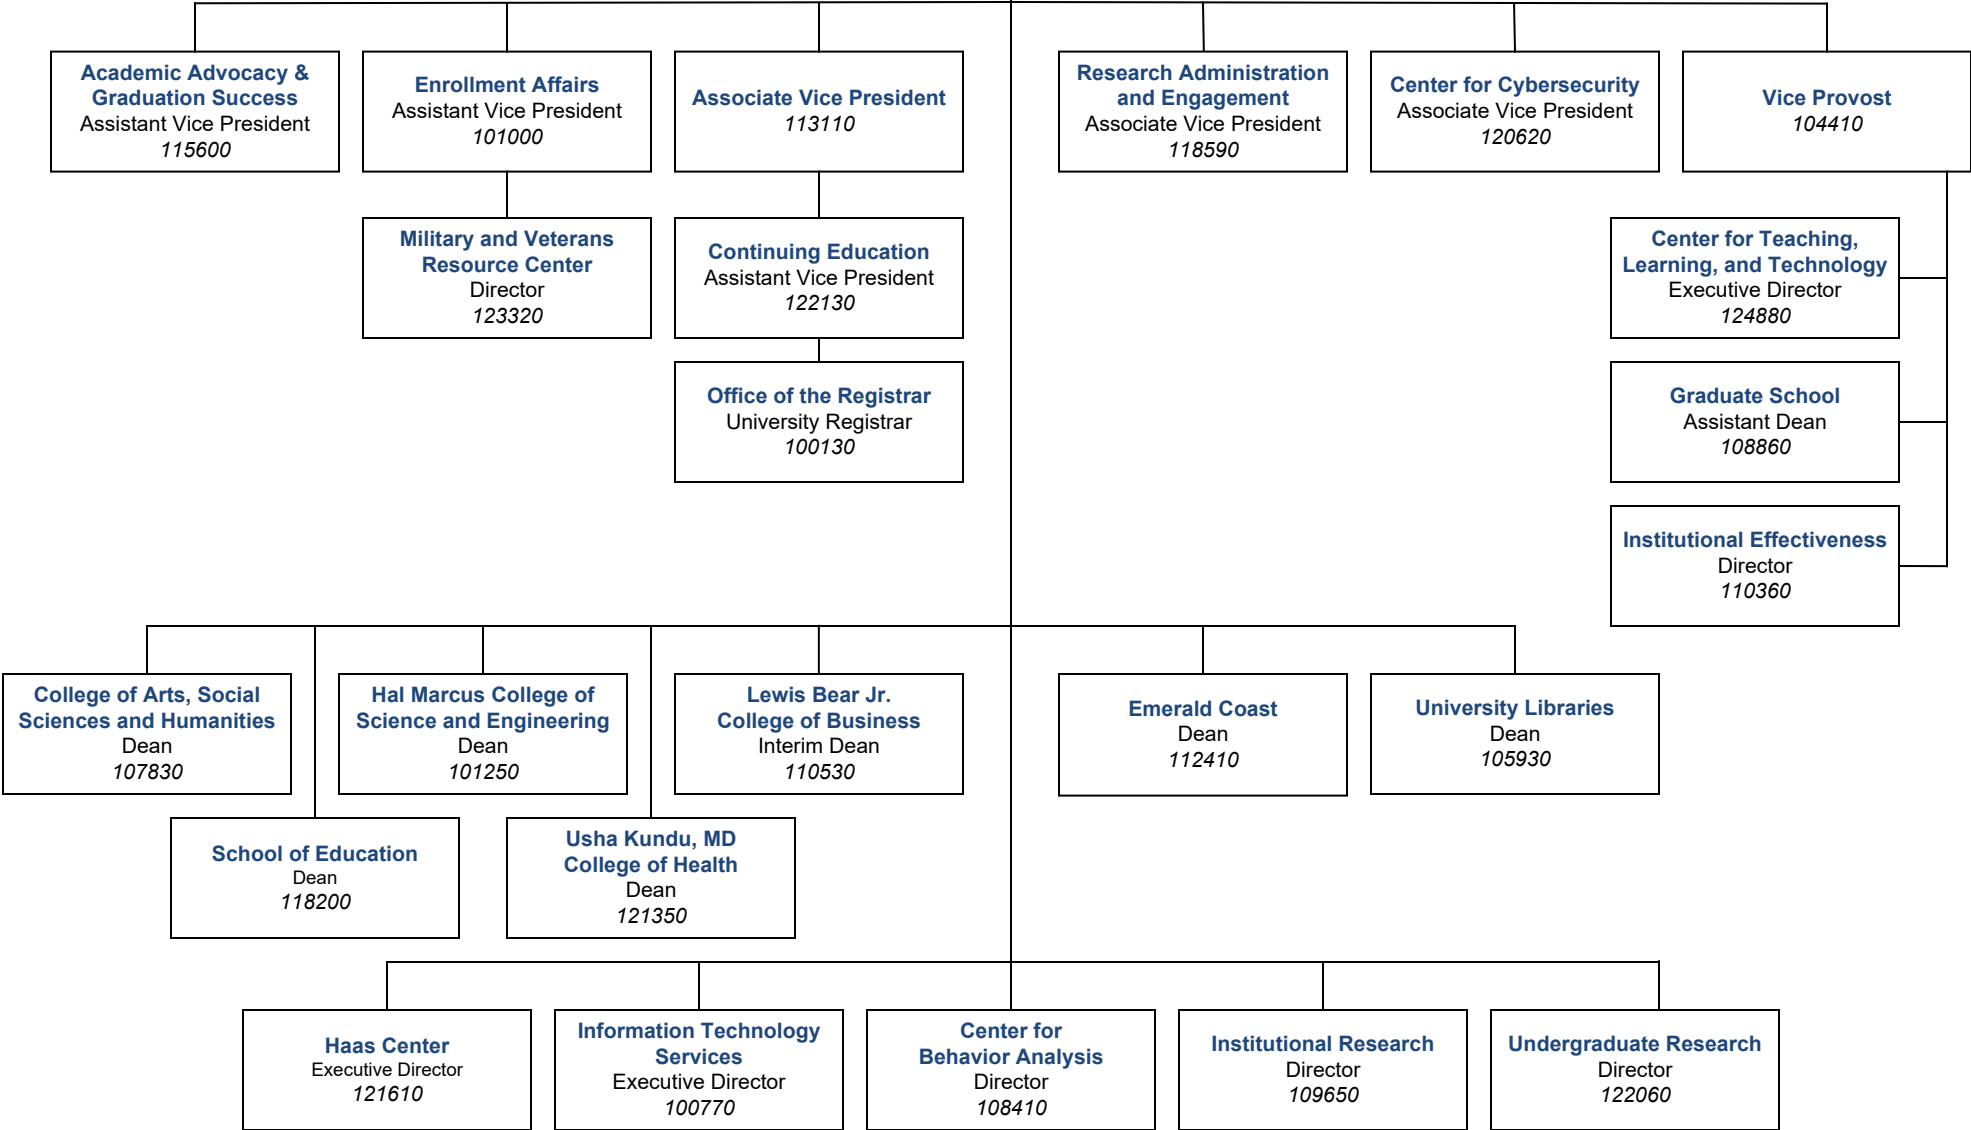 Academic Advocacy &
Graduation Success
Assistant Vice President
115600
Enrollment Affairs
Assistant Vice President
101000
Associate Vice President
113110
Research Administration
and Engagement
Associate Vice President
118590
Center for Cybersecurity
Associate Vice President
120620
Vice Provost
104410
Military and Veterans
Resource Center
Director
123320
Continuing Education
Assistant Vice President
122130
Center for Teaching,
Learning, and Technology
Executive Director
124880
Office of the Registrar
University Registrar
100130
Graduate School
Assistant Dean
108860
Institutional Effectiveness
Director
110360
College of Arts, Social
Sciences and Humanities
Dean
107830
Hal Marcus College of
Science and Engineering
Dean
101250
Lewis Bear Jr.
College of Business
Interim Dean
110530
Emerald Coast
Dean
112410
University Libraries
Dean
105930
School of Education
Dean
118200
Usha Kundu, MD
College of Health
Dean
121350
Haas Center
Executive Director
121610
Information Technology
Services
Executive Director
100770
Center for
Behavior Analysis
Director
108410
Institutional Research
Director
109650
Undergraduate Research
Director
122060